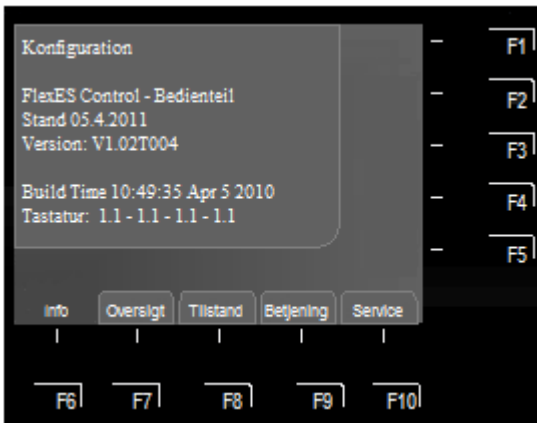 Konfiguration
FlexES Control - Bedienteil
Stand 05.4.2011
Version: V1.02T004
Build Time 10:49:35 Apr 5 2010
Tastatur: 1.1 - 1.1 - 1.1 - 1.1
F1
F2
F3
F4
F5
Info Oversigt Tilstand Betjening Service
F6 F7 F8 F9 F10